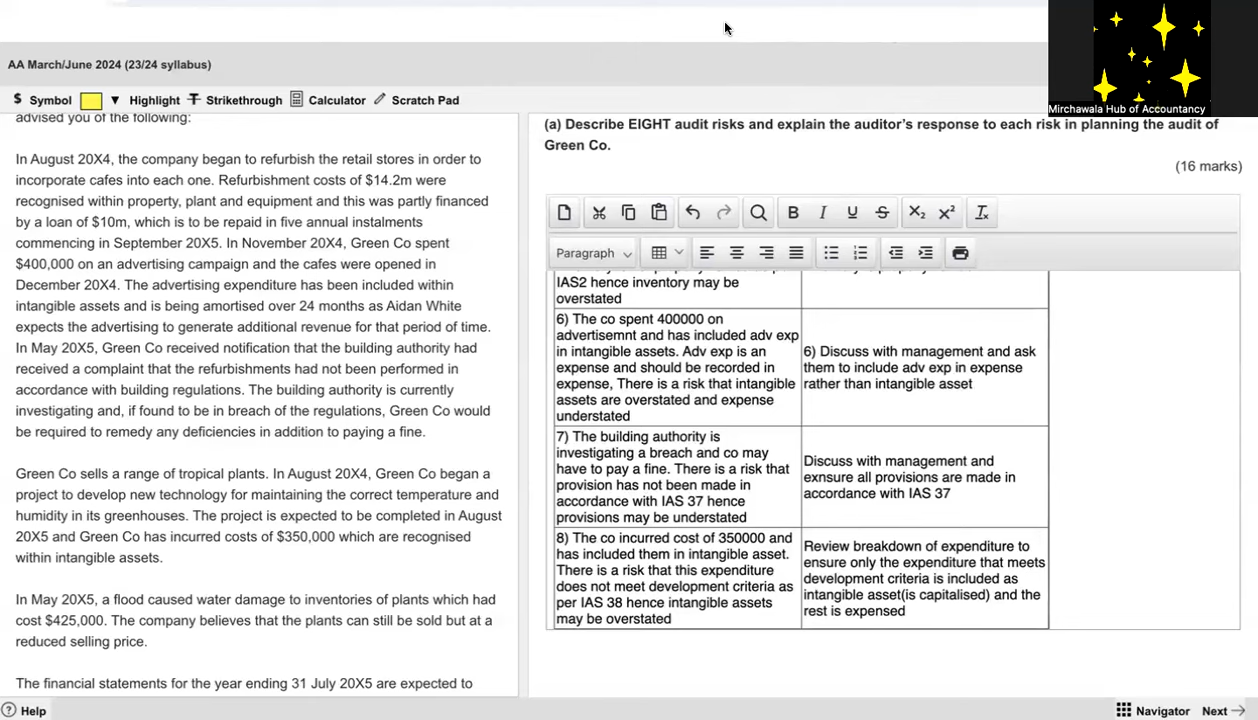 AA March/June 2024 (23/24 syllabus)
$ Symbol Highlight Strikethrough Calculator Scratch Pad
Mirchawala Hub of Accountancy
advised you of the following:
In August 20X4, the company began to refurbish the retail stores in order to
incorporate cafes into each one. Refurbishment costs of $14.2m were
recognised within property, plant and equipment and this was partly financed
by a loan of $10m, which is to be repaid in five annual instalments
commencing in September 20X5. In November 20X4, Green Co spent
$400,000 on an advertising campaign and the cafes were opened in
December 20X4. The advertising expenditure has been included within
intangible assets and is being amortised over 24 months as Aidan White
expects the advertising to generate additional revenue for that period of time.
In May 20X5, Green Co received notification that the building authority had
received a complaint that the refurbishments had not been performed in
accordance with building regulations. The building authority is currently
investigating and, if found to be in breach of the regulations, Green Co would
be required to remedy any deficiencies in addition to paying a fine.
Green Co sells a range of tropical plants. In August 20X4, Green Co began a
project to develop new technology for maintaining the correct temperature and
humidity in its greenhouses. The project is expected to be completed in August
20X5 and Green Co has incurred costs of $350,000 which are recognised
within intangible assets.
In May 20X5, a flood caused water damage to inventories of plants which had
cost $425,000. The company believes that the plants can still be sold but at a
reduced selling price.
The financial statements for the year ending 31 July 20X5 are expected to
(a) Describe EIGHT audit risks and explain the auditor's response to each risk in planning the audit of
Green Co.
(16 marks)
B I U S X₂ X² Tx
Paragraph
IAS2 hence inventory may be
overstated
6) The co spent 400000 on
advertisemnt and has included adv exp
in intangible assets. Adv exp is an
expense and should be recorded in
expense, There is a risk that intangible
assets are overstated and expense
understated
6) Discuss with management and ask
them to include adv exp in expense
rather than intangible asset
7) The building authority is
investigating a breach and co may
have to pay a fine. There is a risk that
provision has not been made in
accordance with IAS 37 hence
provisions may be understated
Discuss with management and
exnsure all provisions are made in
accordance with IAS 37
8) The co incurred cost of 350000 and
has included them in intangible asset.
There is a risk that this expenditure
does not meet development criteria as
per IAS 38 hence intangible assets
may be overstated
Review breakdown of expenditure to
ensure only the expenditure that meets
development criteria is included as
intangible asset(is capitalised) and the
rest is expensed
Help
Navigator Next